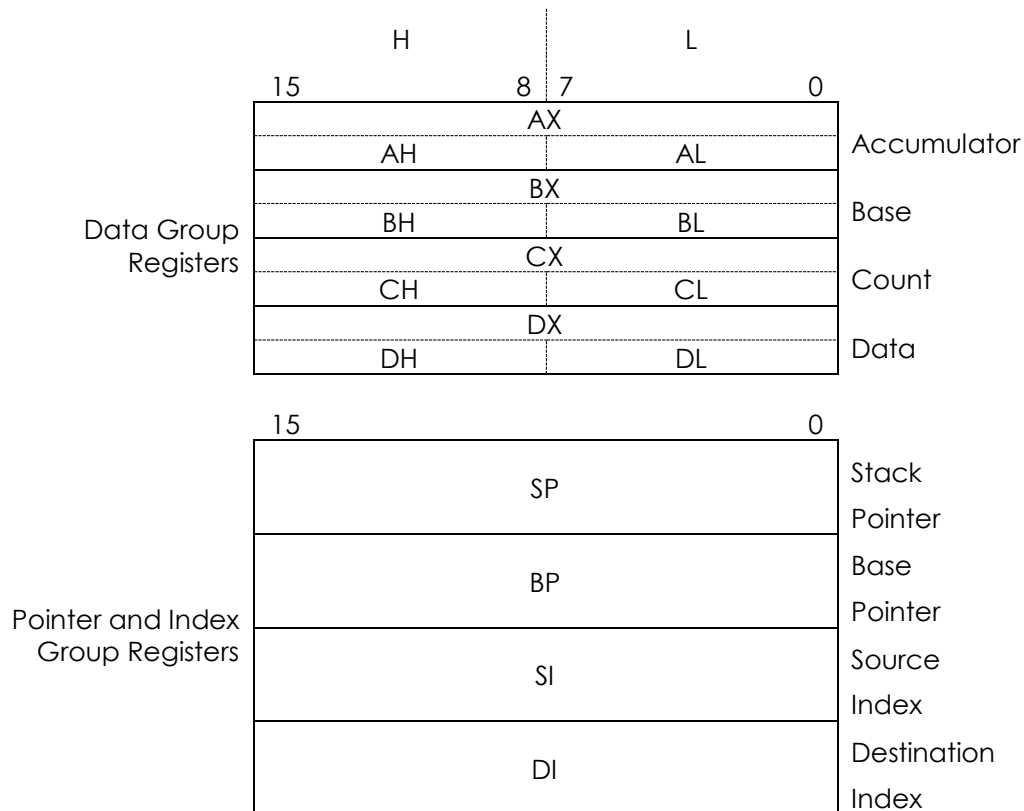 H L
15 8 7 0
AX
AH AL
Accumulator
BX
BH BL
Base
Data Group
Registers
CX
CH CL
Count
DX
DH DL
Data
15 0
SP
Stack
Pointer
BP
Base
Pointer
Pointer and Index
Group Registers
SI
Source
Index
DI
Destination
Index